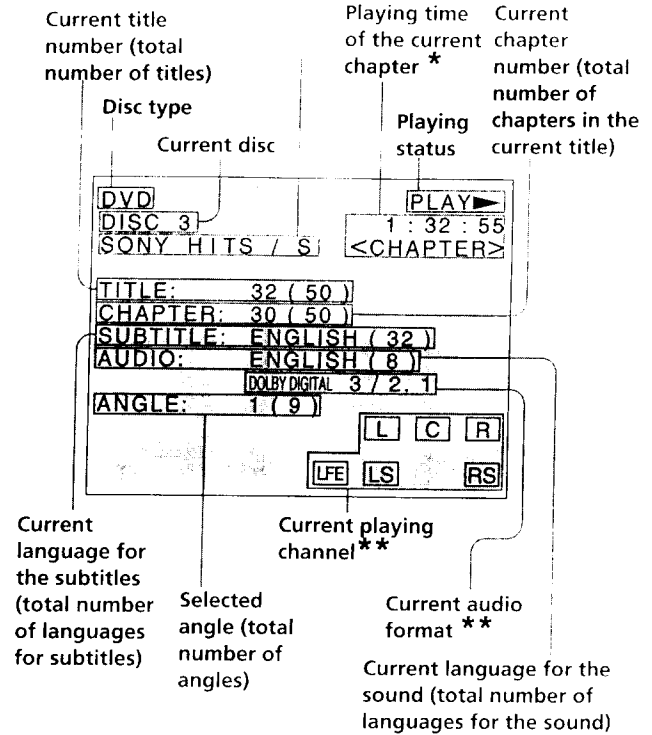 Current title
number (total
number of titles)
Playing time
of the current
chapter *
Current
chapter
number (total
number of
chapters in the
current title)
Disc type
Current disc
Playing
status
DVD
DISC 3
SONY HITS / S
PLAY►
1 : 32 : 55
<CHAPTER>
TITLE: 32 ( 50 )
CHAPTER: 30 ( 50 )
SUBTITLE: ENGLISH ( 32 )
AUDIO: ENGLISH ( 8 )
DOLBY DIGITAL 3 / 2. 1
ANGLE: 1 ( 9 )
L C R
LFE LS RS
Current
language for
the subtitles
(total number
of languages
for subtitles)
Selected
angle (total
number of
angles)
Current playing
channel **
Current audio
format **
Current language for the
sound (total number of
languages for the sound)